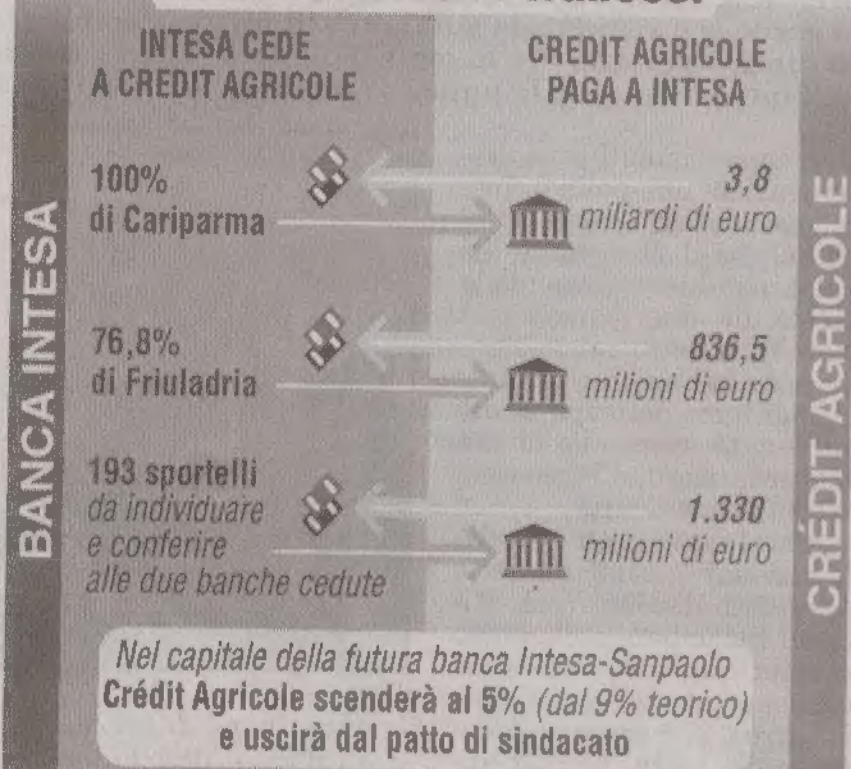 INTESA CEDE
A CREDIT AGRICOLE
CREDIT AGRICOLE
PAGA A INTESA
BANCA INTESA
100%
di Cariparma
3,8
miliardi di euro
76,8%
di Friuladria
836,5
milioni di euro
193 sportelli
da individuare
e conferire
alle due banche cedute
1.330
milioni di euro
CRÉDIT AGRICOLE
Nel capitale della futura banca Intesa-Sanpaolo
Crédit Agricole scenderà al 5% (dal 9% teorico)
e uscirà dal patto di sindacato